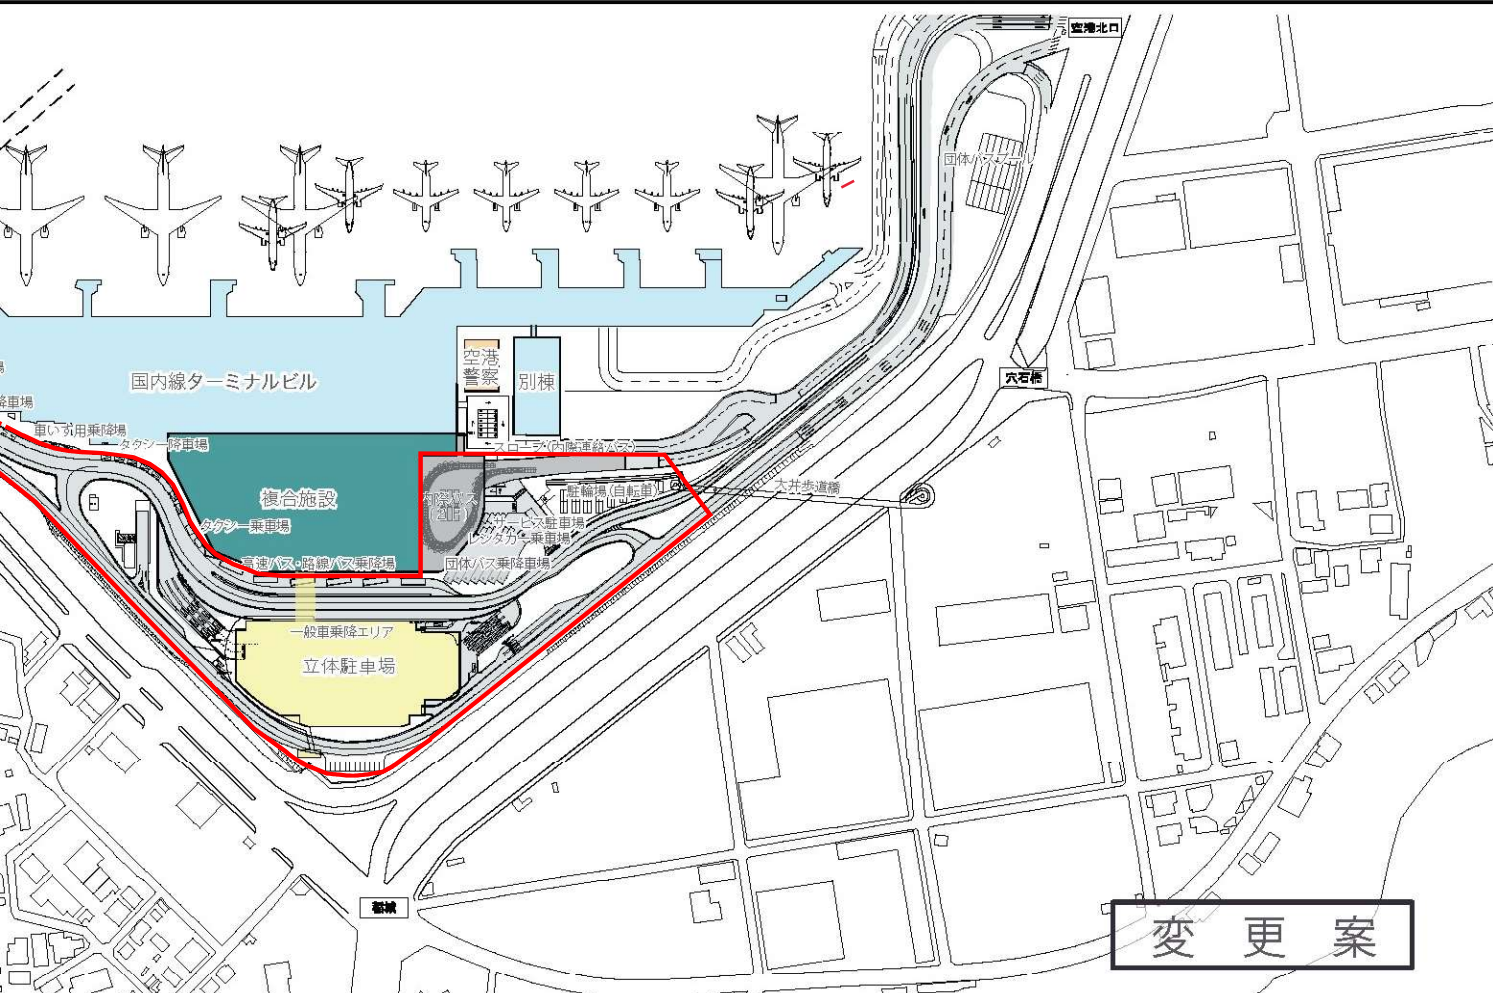 空港北口
団体バスプール
空港
警察
別棟
国内線ターミナルビル
穴石橋
場
降車場
車いす用乗降場
タクシー降車場
スロープ(内際連絡バス)
複合施設
駐輪場(自転車)
大井歩道橋
タクシー乗車場
サービス駐車場
レンタカー乗車場
高速バス・路線バス乗降場
団体バス乗降車場
一般車乗降エリア
立体駐車場
稲城
変更案